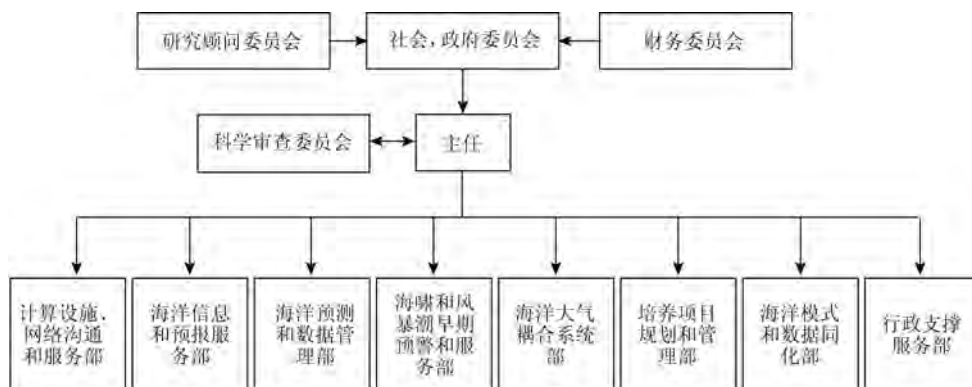 研究顾问委员会
社会,政府委员会
财务委员会
科学审查委员会
主任
计算设施、
网络沟通
和服务部
海洋信息
和预报服
务部
海洋预测
和数据管
理部
海啸和风
暴潮早期
预警和服
务部
海洋大气
耦合系统
部
培养项目
规划和管
理部
海洋模式
和数据同
化部
行政支撑
服务部